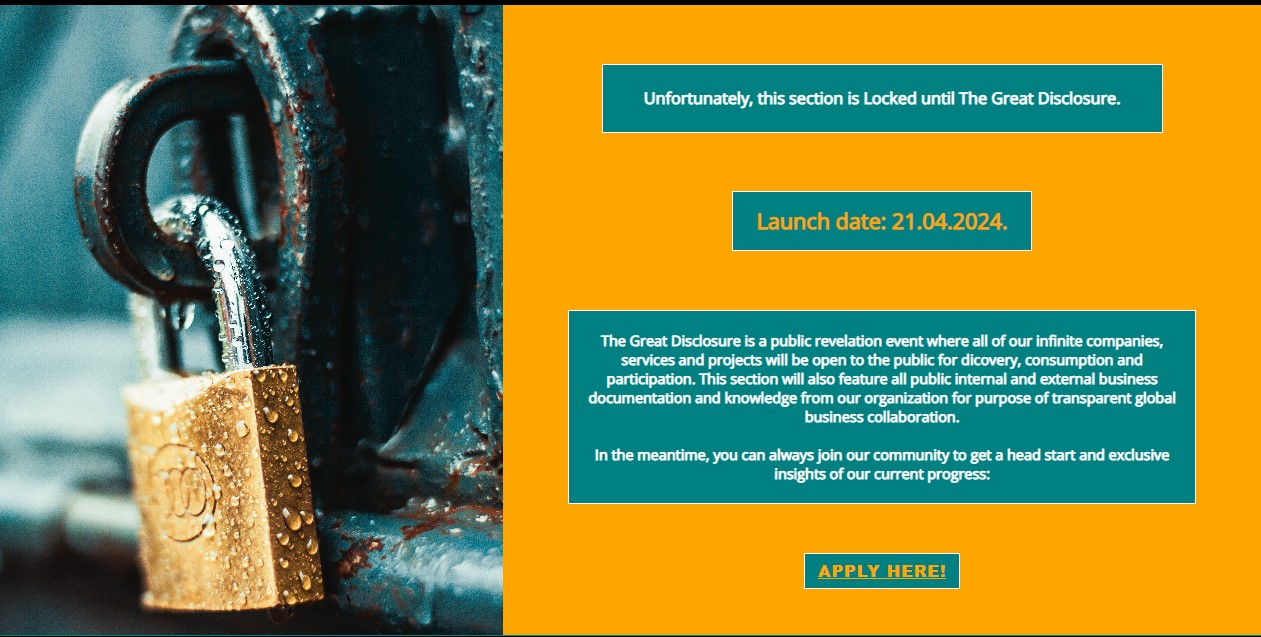 Unfortunately, this section is Locked until The Great Disclosure.
Launch date: 21.04.2024.
The Great Disclosure is a public revelation event where all of our infinite companies,
services and projects will be open to the public for dicovery, consumption and
participation. This section will also feature all public internal and external business
documentation and knowledge from our organization for purpose of transparent global
business collaboration.
In the meantime, you can always join our community to get a head start and exclusive
insights of our current progress:
APPLY HERE!